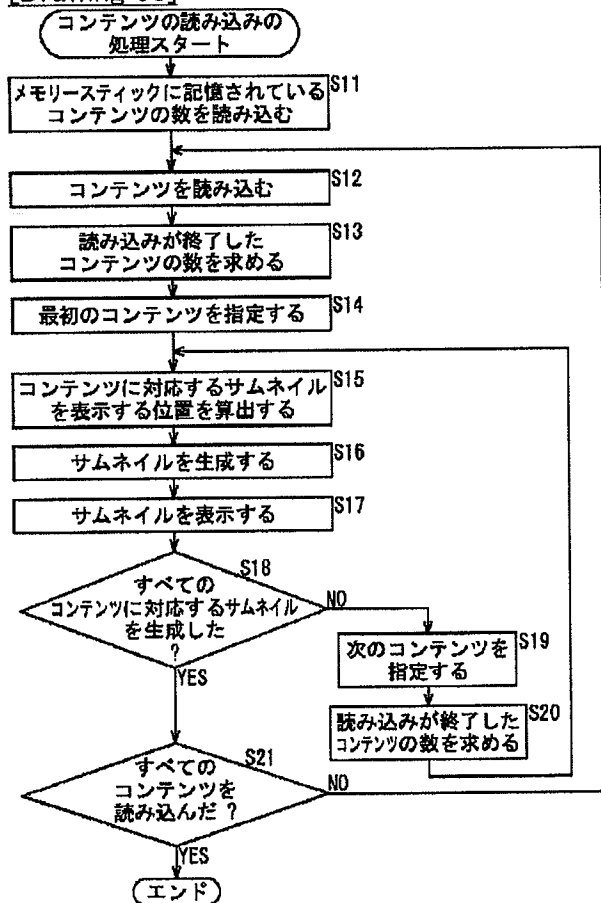 コンテンツの読み込みの
処理スタート
S11
メモリースティックに記憶されている
コンテンツの数を読み込む
S12
コンテンツを読み込む
S13
読み込みが終了した
コンテンツの数を求める
S14
最初のコンテンツを指定する
S15
コンテンツに対応するサムネイル
を表示する位置を算出する
S16
サムネイルを生成する
S17
サムネイルを表示する
S18
すべての
コンテンツに対応するサムネイル
を生成した
?
NO
YES
S19
次のコンテンツを
指定する
S20
読み込みが終了した
コンテンツの数を求める
S21
すべての
コンテンツを
読み込んだ ?
NO
YES
エンド